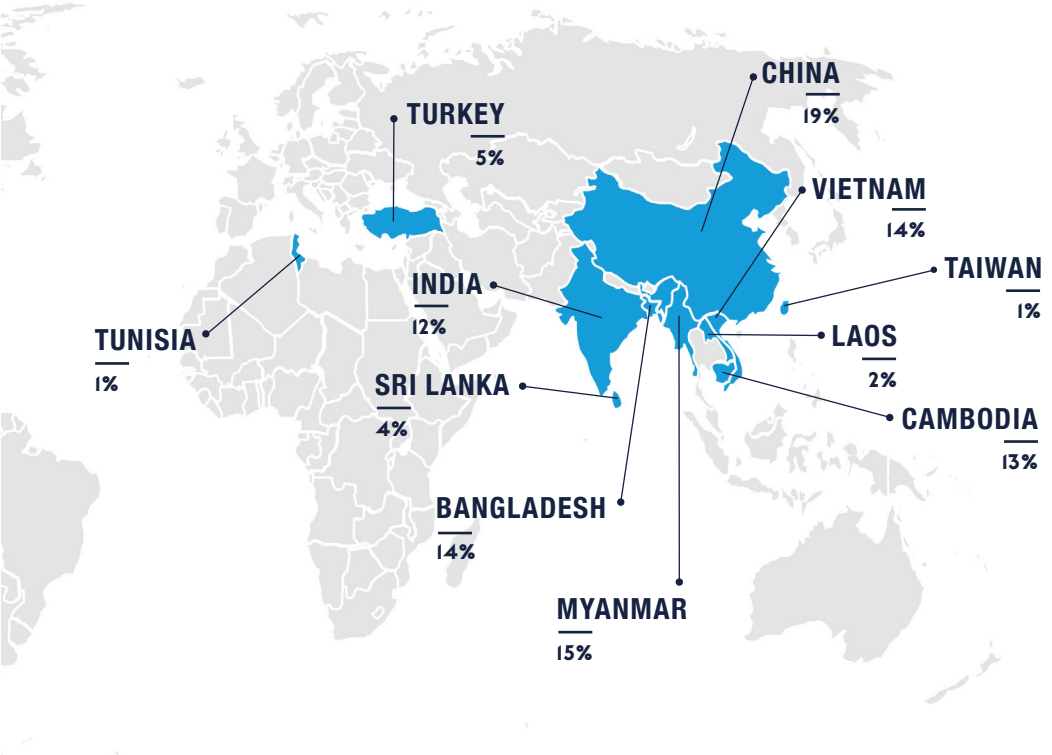 CHINA
19%
TURKEY
5%
VIETNAM
14%
TAIWAN
1%
INDIA
12%
TUNISIA
1%
LAOS
2%
SRI LANKA
4%
CAMBODIA
13%
BANGLADESH
14%
MYANMAR
15%